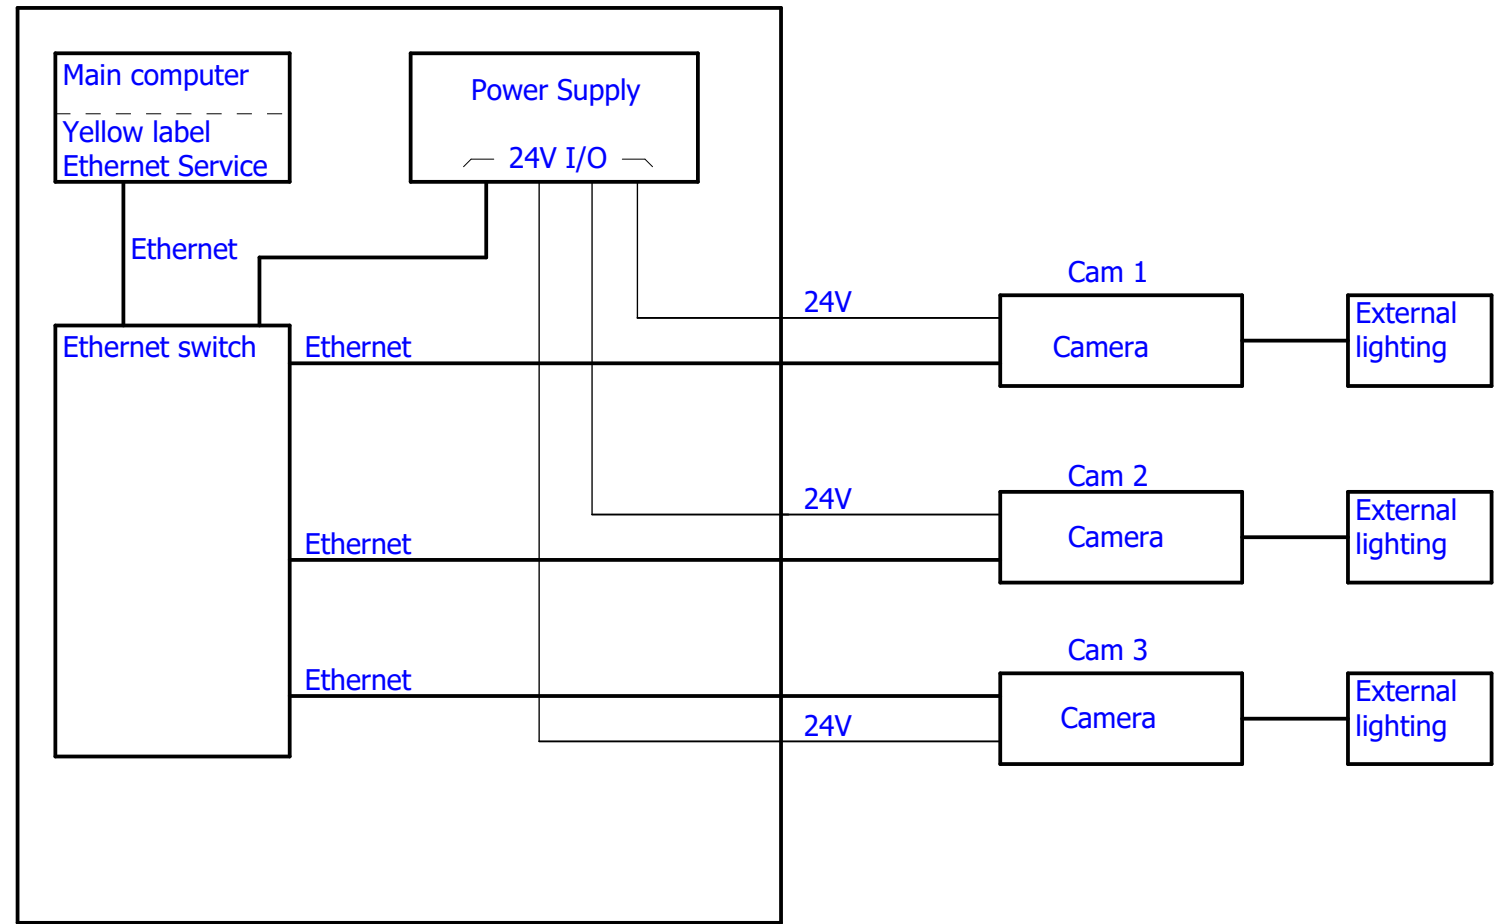 Main computer
Yellow label
Ethernet Service
Power Supply
24V I/O
Ethernet
Ethernet switch
Ethernet
24V
Cam 1
Camera
External
lighting
Ethernet
24V
Cam 2
Camera
External
lighting
Ethernet
24V
Cam 3
Camera
External
lighting